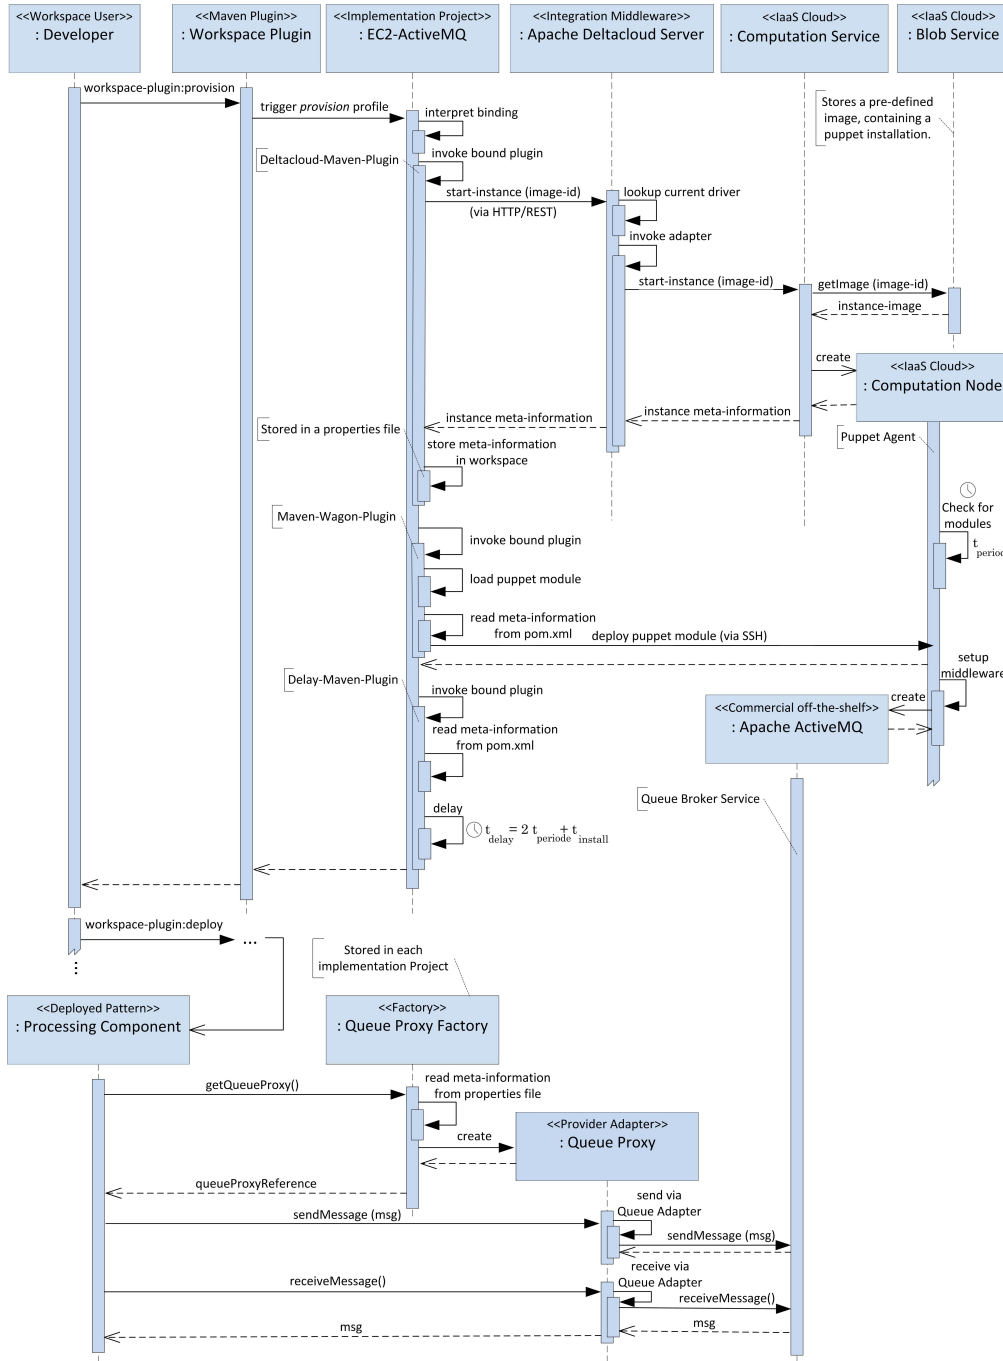 <<Workspace User>>
: Developer
<<Maven Plugin>>
: Workspace Plugin
<<Implementation Project>>
: EC2-ActiveMQ
<<Integration Middleware>>
: Apache Deltacloud Server
<<IaaS Cloud>>
: Computation Service
<<IaaS Cloud>>
: Blob Service
workspace-plugin:provision
trigger provision profile
interpret binding
Stores a pre-defined
image, containing a
puppet installation.
invoke bound plugin
Deltacloud-Maven-Plugin
start-instance (image-id)
(via HTTP/REST)
lookup current driver
invoke adapter
start-instance (image-id)
getImage (image-id)
instance-image
create
<<IaaS Cloud>>
: Computation Node
instance meta-information
instance meta-information
Stored in a properties file
store meta-information
in workspace
Puppet Agent
Check for
modules
t periode
Maven-Wagon-Plugin
invoke bound plugin
load puppet module
read meta-information
from pom.xml
deploy puppet module (via SSH)
setup
middleware
Delay-Maven-Plugin
invoke bound plugin
create
<<Commercial off-the-shelf>>
: Apache ActiveMQ
read meta-information
from pom.xml
Queue Broker Service
delay
t delay = 2 t periode + t install
workspace-plugin:deploy
...
...
Stored in each
implementation Project
<<Deployed Pattern>>
: Processing Component
<<Factory>>
: Queue Proxy Factory
getQueueProxy()
read meta-information
from properties file
create
<<Provider Adapter>>
: Queue Proxy
queueProxyReference
send via
Queue Adapter
sendMessage (msg)
sendMessage (msg)
receive via
Queue Adapter
receiveMessage()
receiveMessage()
msg
msg